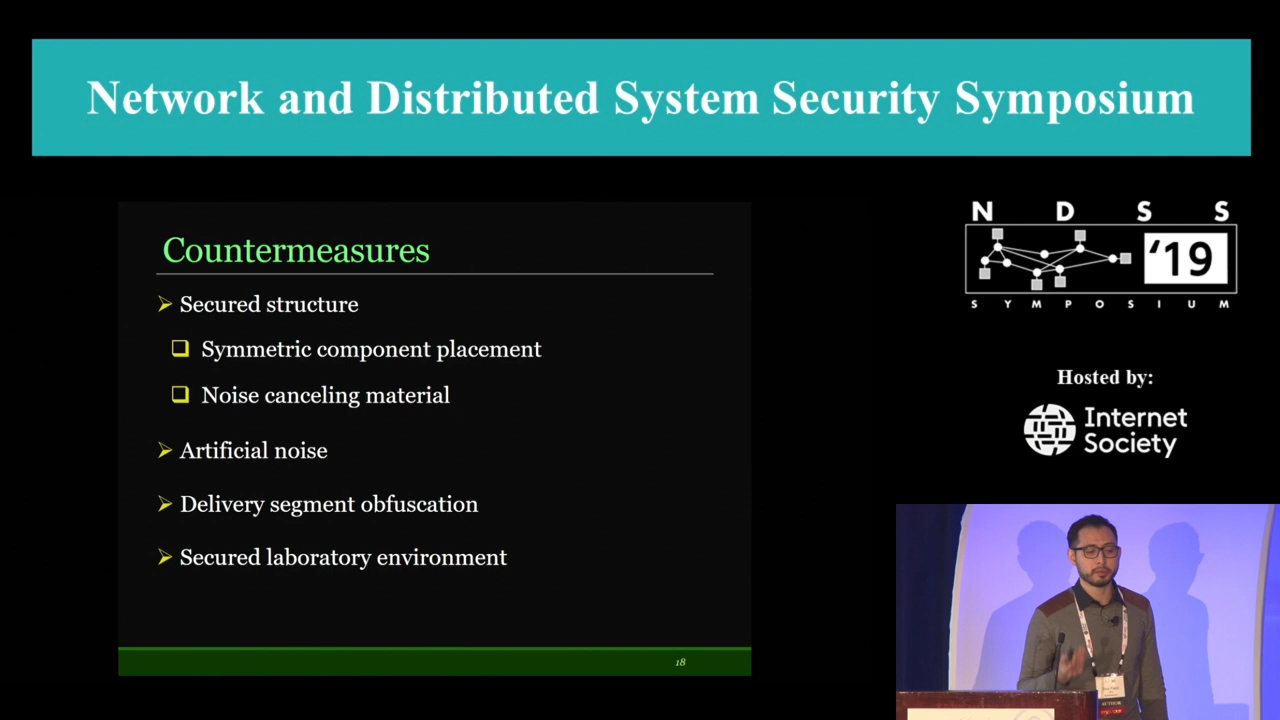 Network and Distributed System Security Symposium
N D S S
'19
S Y M P O S I U M
Countermeasures
Secured structure
Symmetric component placement
Noise canceling material
Artificial noise
Delivery segment obfuscation
Secured laboratory environment
18
Hosted by:
Internet
Society
AUTHOR